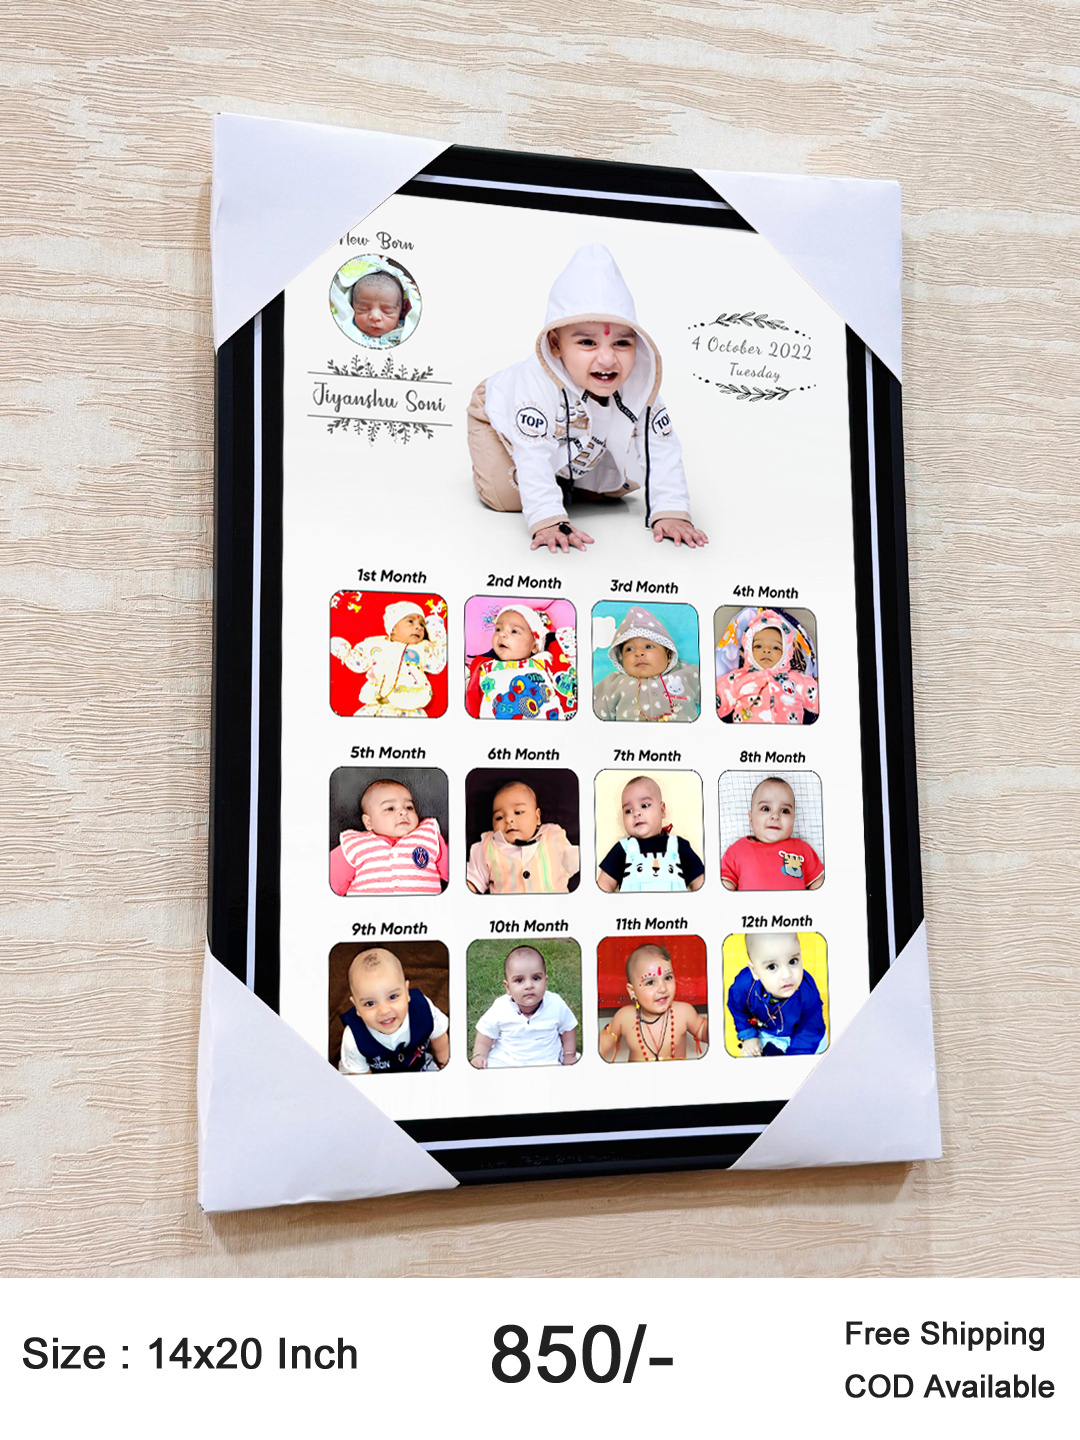 New Born
Jiyanshu Soni
4 October 2022
Tuesday
TOP
1st Month
2nd Month
3rd Month
4th Month
5th Month
6th Month
7th Month
8th Month
9th Month
10th Month
11th Month
12th Month
Size : 14x20 Inch
850/-
Free Shipping
COD Available